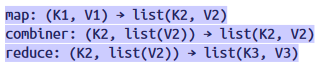 map: (K1, V1) → list(K2, V2)
combiner: (K2, list(V2)) → list(K2, V2)
reduce: (K2, list(V2)) → list(K3, V3)